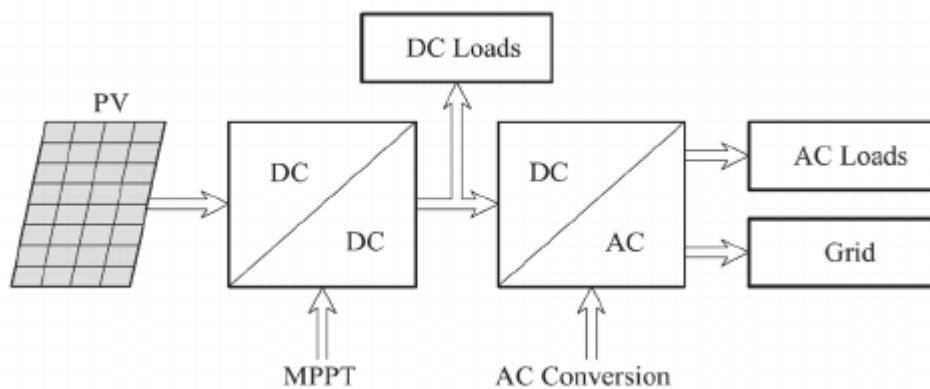 DC Loads
PV
DC
DC
DC
AC
AC Loads
Grid
MPPT
AC Conversion